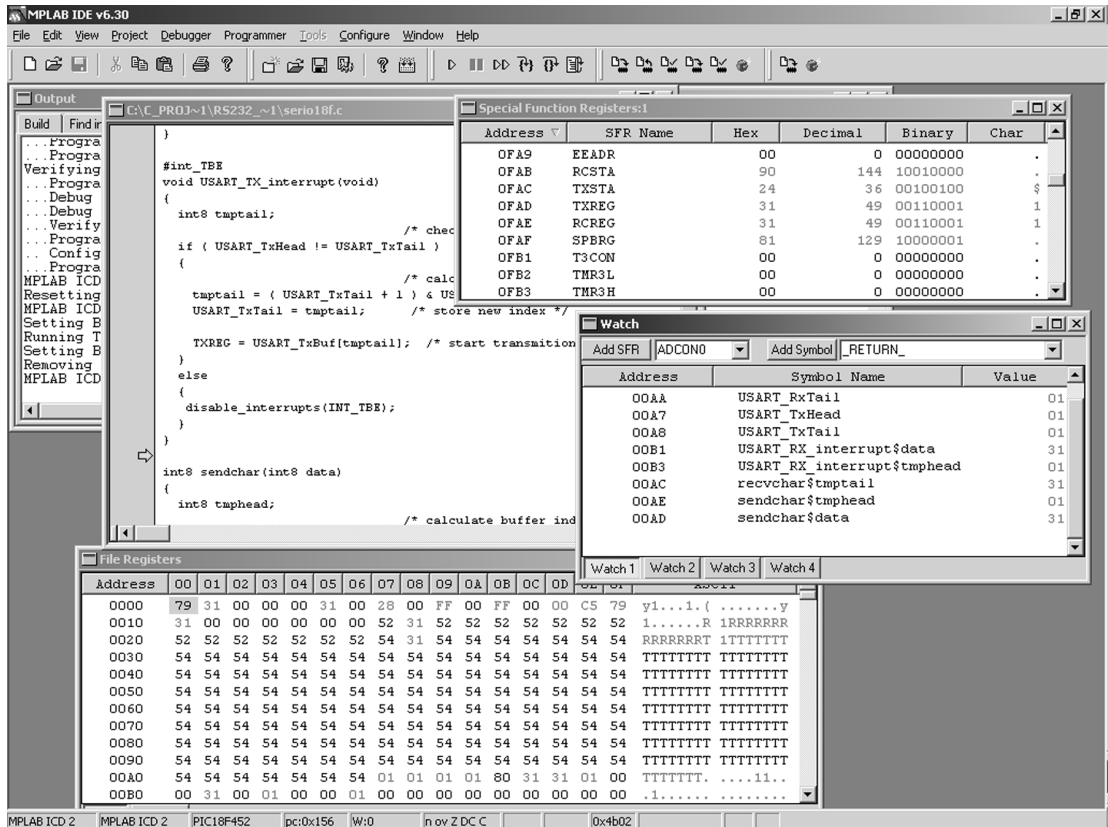 MPLAB IDE v6.30
File Edit View Project Debugger Programmer Tools Configure Window Help
Output
Build Find in
...Progra
...Progra
Verifying
...Progra
...Debug
...Debug
...Verify
...Progra
.. Config
...Progra
MPLAB ICD
Resetting
MPLAB ICD
Setting B
Running T
Setting B
Removing
MPLAB ICD
C:\C_PROJ~1\RS232_~1\serio18f.c
}
#int_TBE
void USART_TX_interrupt(void)
{
int8 tmptail;
/* chec
if ( USART_TxHead != USART_TxTail )
{
/* calc
tmptail = ( USART_TxTail + 1 ) & US
USART_TxTail = tmptail; /* store new index */
TXREG = USART_TxBuf[tmptail]; /* start transmition
}
else
{
disable_interrupts(INT_TBE);
}
}
int8 sendchar(int8 data)
{
int8 tmphead;
/* calculate buffer ind
Special Function Registers:1
Address SFR Name Hex Decimal Binary Char
0FA9 EEADR 00 0 00000000 .
0FAB RCSTA 90 144 10010000 .
0FAC TXSTA 24 36 00100100 $
0FAD TXREG 31 49 00110001 1
0FAE RCREG 31 49 00110001 1
0FAF SPBRG 81 129 10000001 .
0FB1 T3CON 00 0 00000000 .
0FB2 TMR3L 00 0 00000000 .
0FB3 TMR3H 00 0 00000000 .
Watch
Add SFR ADCON0 Add Symbol _RETURN_
Address Symbol Name Value
00AA USART_RxTail 01
00A7 USART_TxHead 01
00A8 USART_TxTail 01
00B1 USART_RX_interrupt$data 31
00B3 USART_RX_interrupt$tmphead 01
00AC recvchar$tmptail 31
00AE sendchar$tmphead 01
00AD sendchar$data 31
Watch 1 Watch 2 Watch 3 Watch 4
File Registers
Address 00 01 02 03 04 05 06 07 08 09 0A 0B 0C 0D 0E 0F ASCII
0000 79 31 00 00 00 31 00 28 00 FF 00 FF 00 00 C5 79 y1...1.( .......y
0010 31 00 00 00 00 00 00 52 31 52 52 52 52 52 52 52 1......R 1RRRRRRR
0020 52 52 52 52 52 52 52 54 31 54 54 54 54 54 54 54 RRRRRRRT 1TTTTTTT
0030 54 54 54 54 54 54 54 54 54 54 54 54 54 54 54 54 TTTTTTTT TTTTTTTT
0040 54 54 54 54 54 54 54 54 54 54 54 54 54 54 54 54 TTTTTTTT TTTTTTTT
0050 54 54 54 54 54 54 54 54 54 54 54 54 54 54 54 54 TTTTTTTT TTTTTTTT
0060 54 54 54 54 54 54 54 54 54 54 54 54 54 54 54 54 TTTTTTTT TTTTTTTT
0070 54 54 54 54 54 54 54 54 54 54 54 54 54 54 54 54 TTTTTTTT TTTTTTTT
0080 54 54 54 54 54 54 54 54 54 54 54 54 54 54 54 54 TTTTTTTT TTTTTTTT
0090 54 54 54 54 54 54 54 54 54 54 54 54 54 54 54 54 TTTTTTTT TTTTTTTT
00A0 54 54 54 54 54 54 54 01 01 01 01 80 31 31 01 00 TTTTTTT. ....11..
00B0 00 31 00 01 00 00 01 00 00 00 00 00 00 00 00 00 .1...... ........
MPLAB ICD 2 MPLAB ICD 2 PIC18F452 pc:0x156 W:0 n ov Z DC C 0x4b02